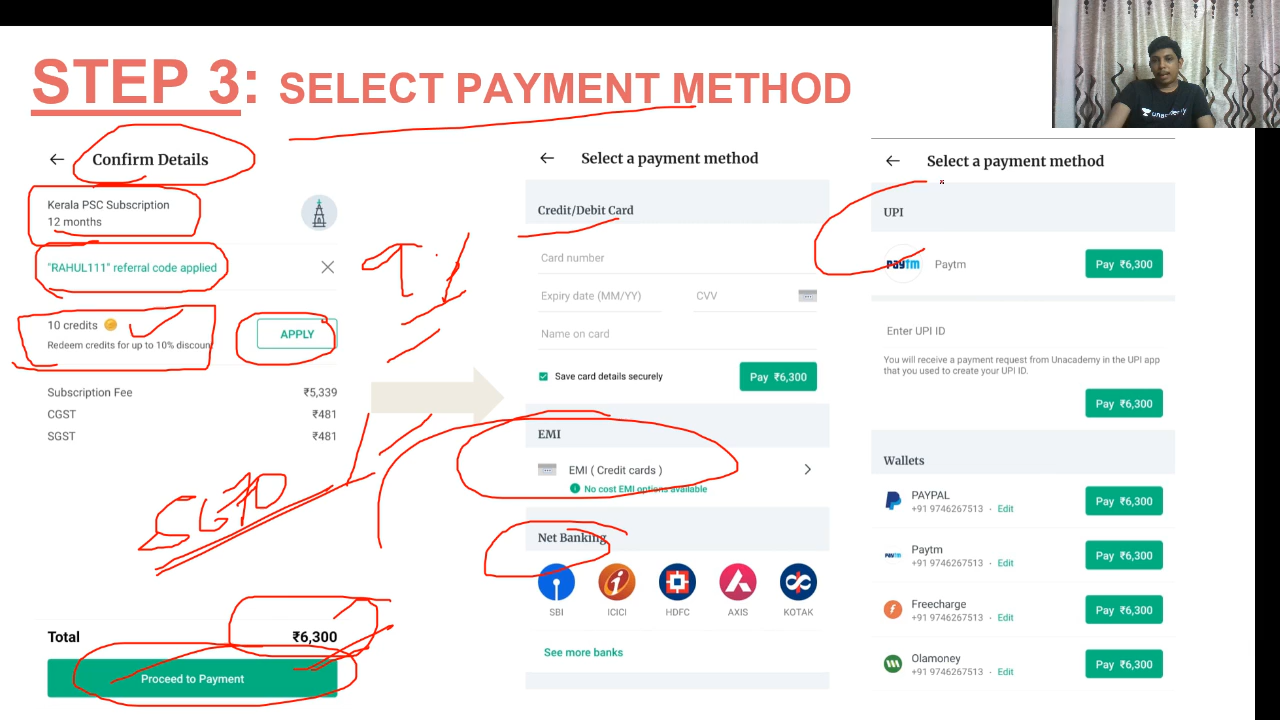 STEP 3: SELECT PAYMENT METHOD
unacademy
Confirm Details
Kerala PSC Subscription
12 months
"RAHUL111" referral code applied
10 credits
APPLY
Redeem credits for up to 10% discount
Subscription Fee ₹5,339
CGST ₹481
SGST ₹481
Total ₹6,300
Proceed to Payment
Select a payment method
Credit/Debit Card
Card number
Expiry date (MM/YY) CVV
Name on card
Save card details securely
Pay ₹6,300
EMI
EMI ( Credit cards )
No cost EMI options available
Net Banking
SBI ICICI HDFC AXIS KOTAK
See more banks
Select a payment method
UPI
Paytm Paytm Pay ₹6,300
Enter UPI ID
You will receive a payment request from Unacademy in the UPI app
that you used to create your UPI ID.
Pay ₹6,300
Wallets
PAYPAL
+91 9746267513 · Edit
Pay ₹6,300
Paytm Paytm
+91 9746267513 · Edit
Pay ₹6,300
Freecharge
+91 9746267513 · Edit
Pay ₹6,300
Olamoney
+91 9746267513 · Edit
Pay ₹6,300